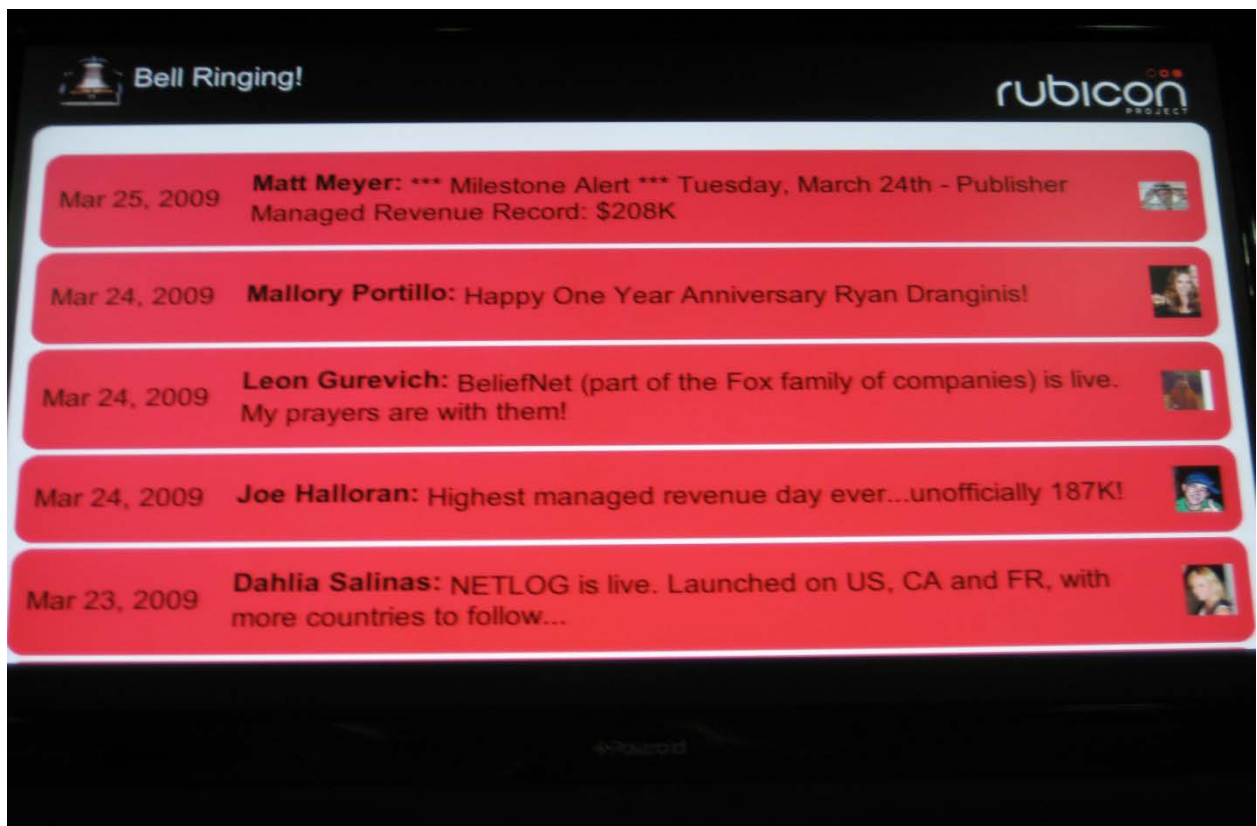 Bell Ringing!
rubicon
PROJECT
Mar 25, 2009
Matt Meyer: *** Milestone Alert *** Tuesday, March 24th - Publisher
Managed Revenue Record: $208K
Mar 24, 2009
Mallory Portillo: Happy One Year Anniversary Ryan Dranginis!
Mar 24, 2009
Leon Gurevich: BeliefNet (part of the Fox family of companies) is live.
My prayers are with them!
Mar 24, 2009
Joe Halloran: Highest managed revenue day ever...unofficially 187K!
Mar 23, 2009
Dahlia Salinas: NETLOG is live. Launched on US, CA and FR, with
more countries to follow...
Polaroid